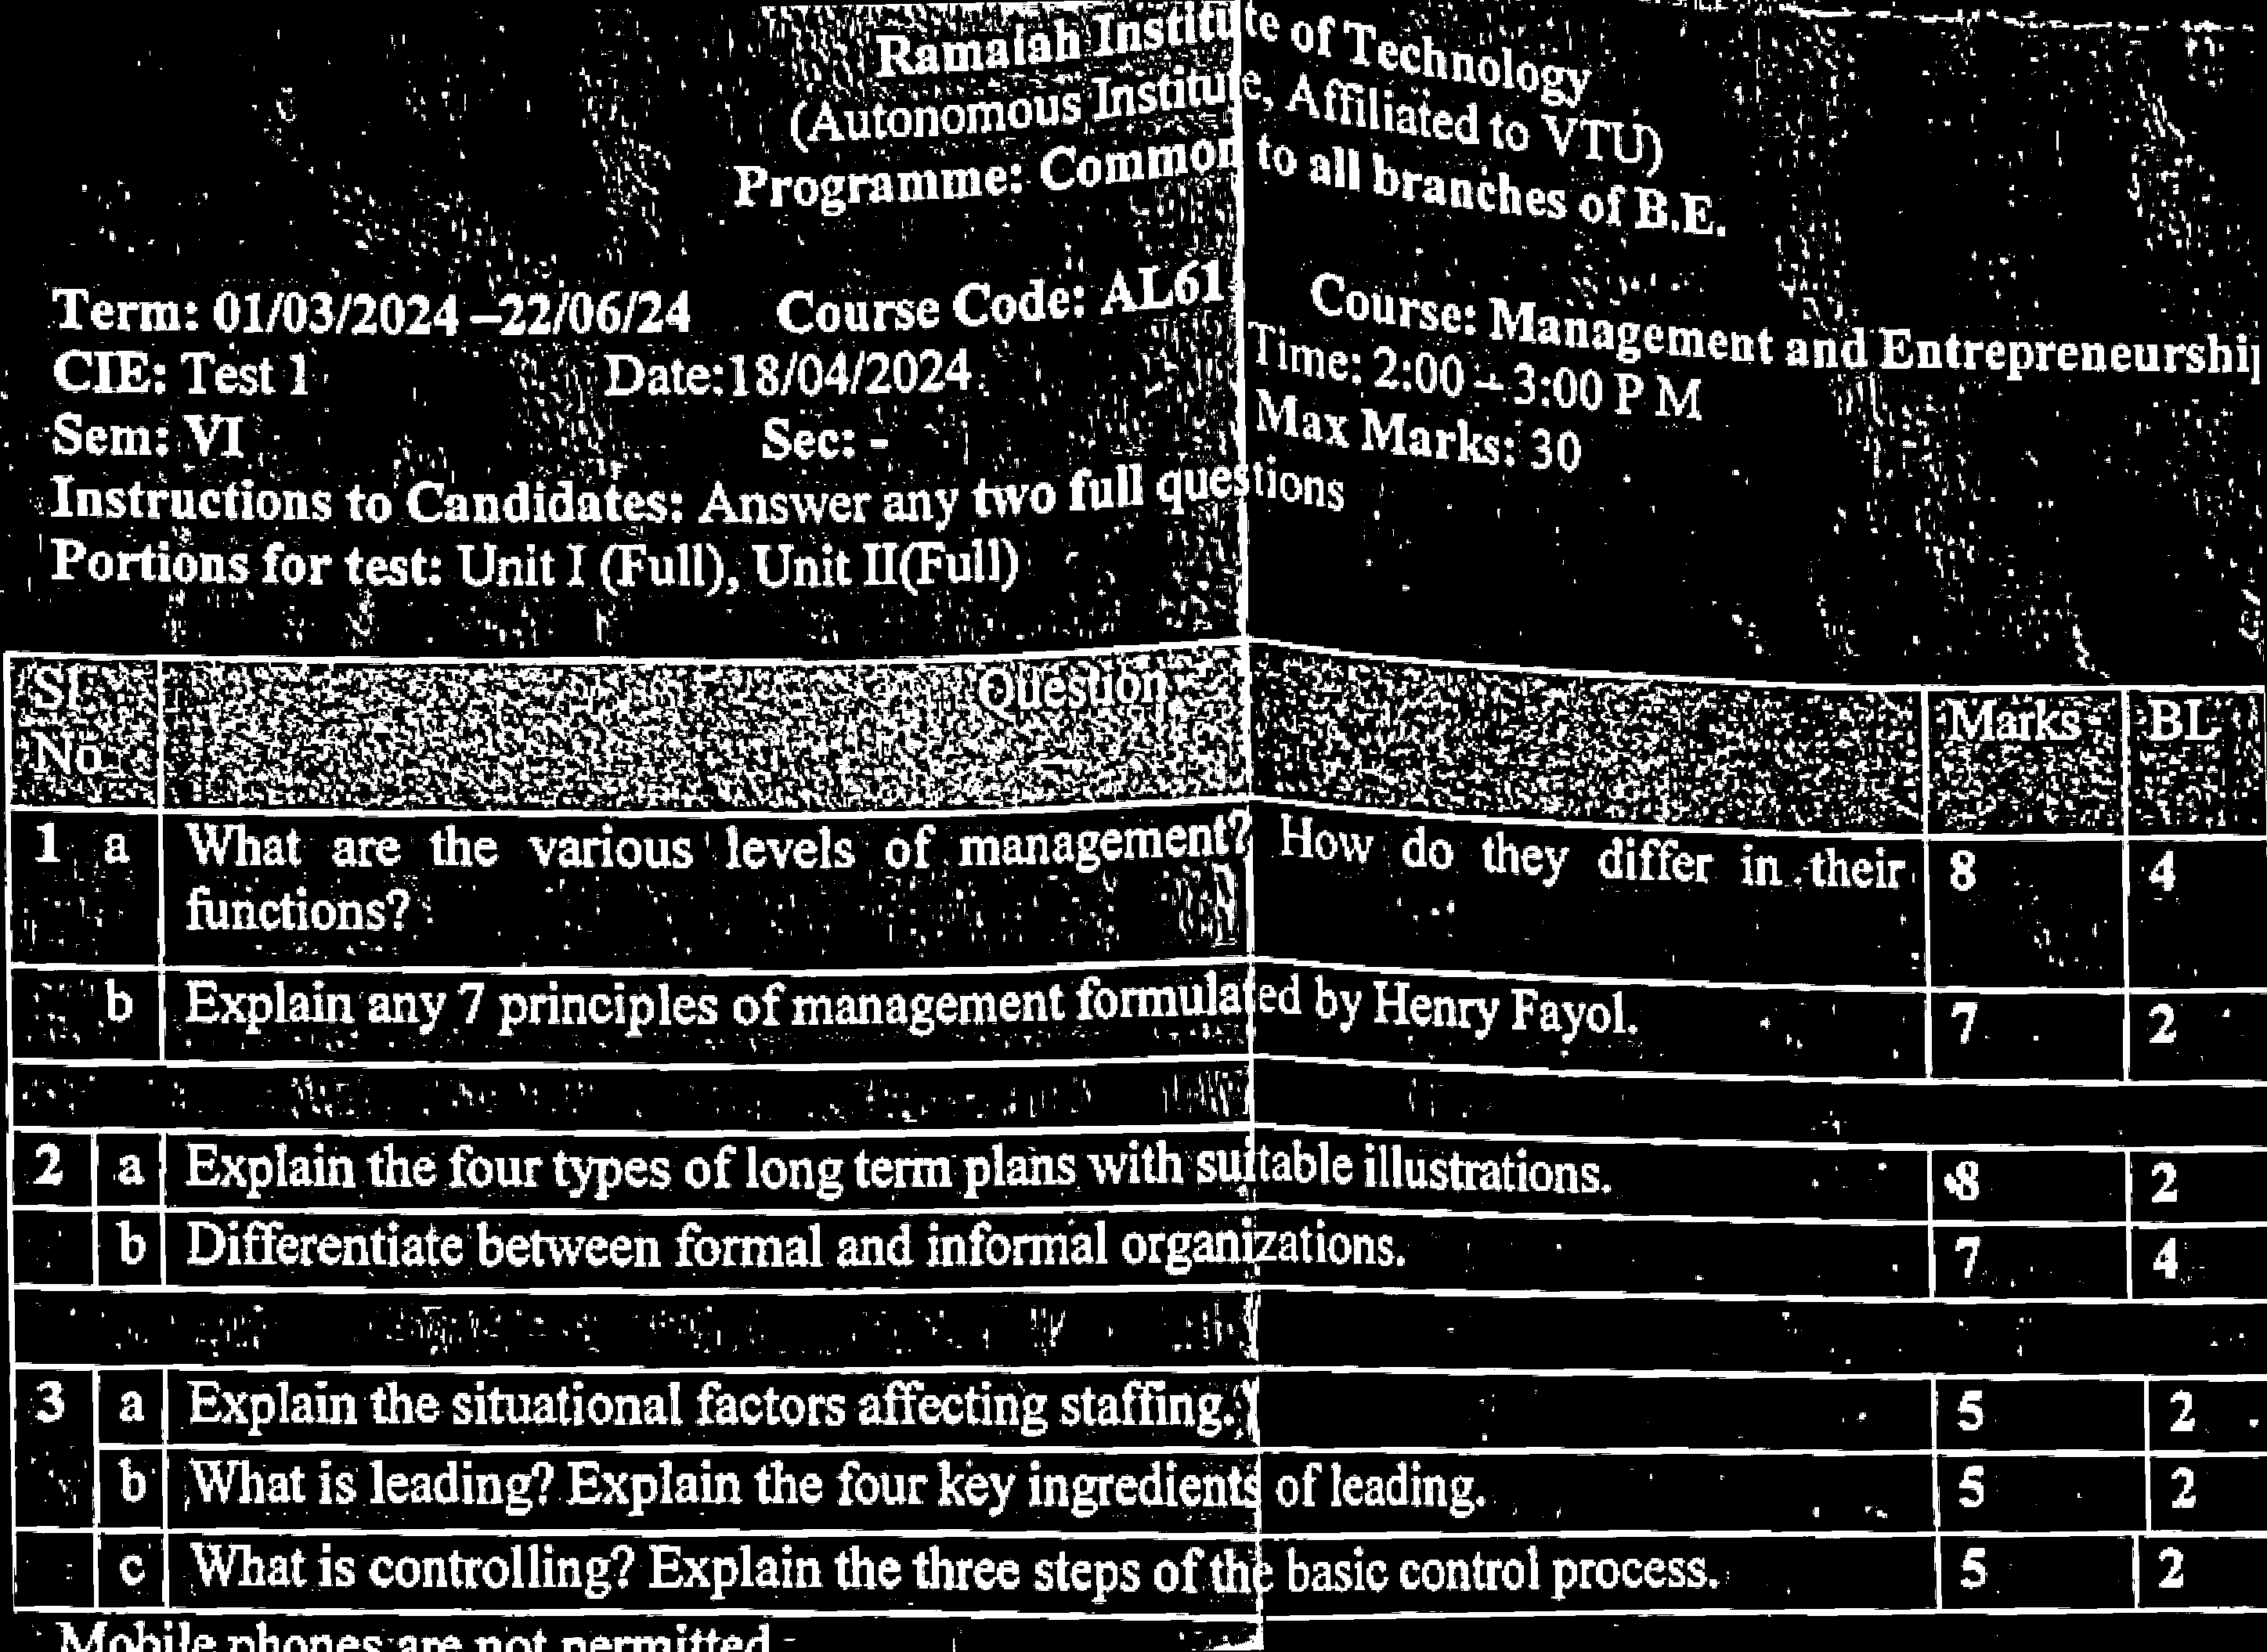 Ramaiah Institute of Technology
(Autonomous Institute, Affiliated to VTU)
Programme: Common to all branches of B.E.
Term: 01/03/2024 –22/06/24 Course Code: AL61 Course: Management and Entrepreneurship
CIE: Test 1 Date:18/04/2024 Time: 2:00 – 3:00 P M
Sem: VI Sec: - Max Marks: 30
Instructions to Candidates: Answer any two full questions
Portions for test: Unit I (Full), Unit II(Full)
Sl Question Marks BL
No
1 a What are the various levels of management? How do they differ in their 8 4
functions?
b Explain any 7 principles of management formulated by Henry Fayol. 7 2
2 a Explain the four types of long term plans with suitable illustrations. 8 2
b Differentiate between formal and informal organizations. 7 4
3 a Explain the situational factors affecting staffing. 5 2
b What is leading? Explain the four key ingredients of leading. 5 2
c What is controlling? Explain the three steps of the basic control process. 5 2
Mobile phones are not permitted